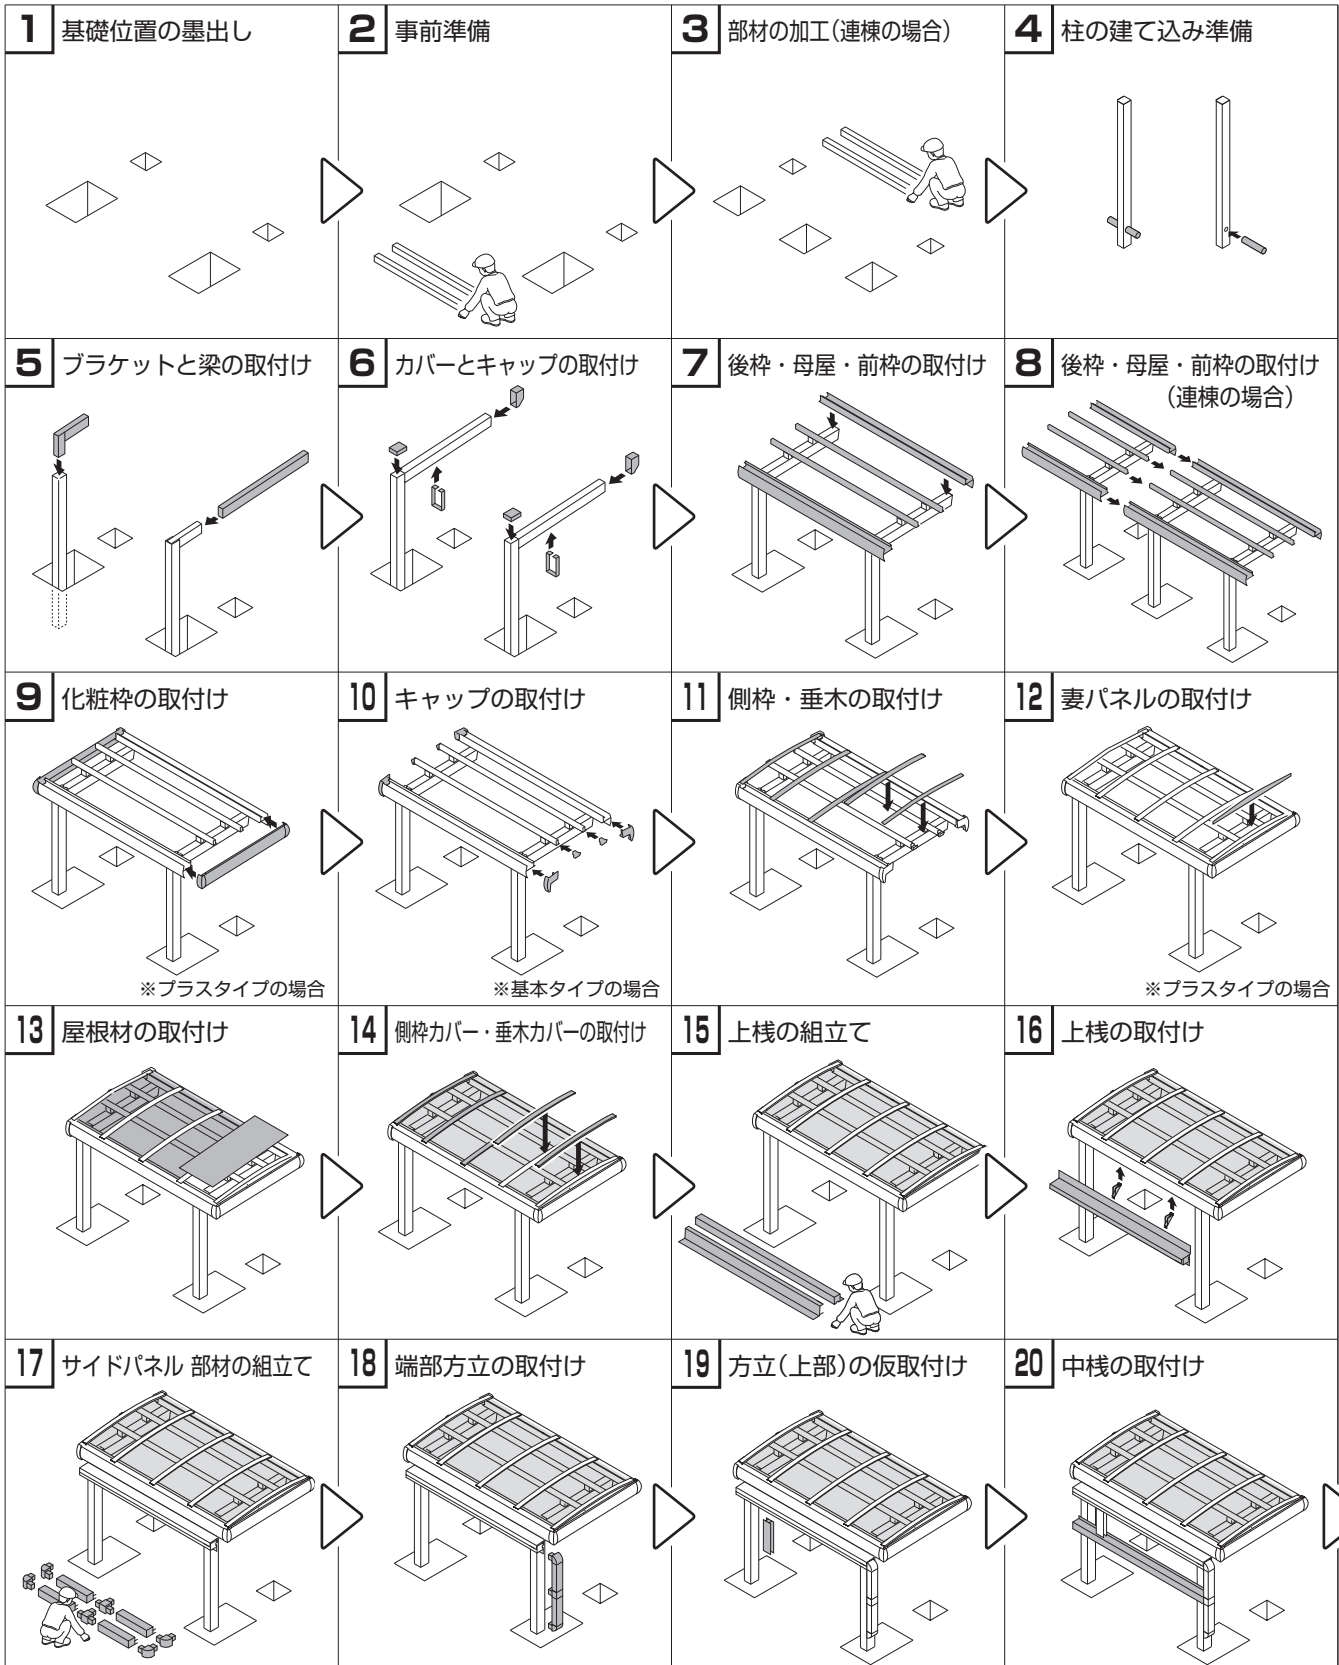 1 基礎位置の墨出し
2 事前準備
3 部材の加工(連棟の場合)
4 柱の建て込み準備
5 ブラケットと梁の取付け
6 カバーとキャップの取付け
7 後枠・母屋・前枠の取付け
8 後枠・母屋・前枠の取付け
(連棟の場合)
9 化粧枠の取付け
※プラスタイプの場合
10 キャップの取付け
※基本タイプの場合
11 側枠・垂木の取付け
12 妻パネルの取付け
※プラスタイプの場合
13 屋根材の取付け
14 側枠カバー・垂木カバーの取付け
15 上桟の組立て
16 上桟の取付け
17 サイドパネル 部材の組立て
18 端部方立の取付け
19 方立(上部)の仮取付け
20 中桟の取付け